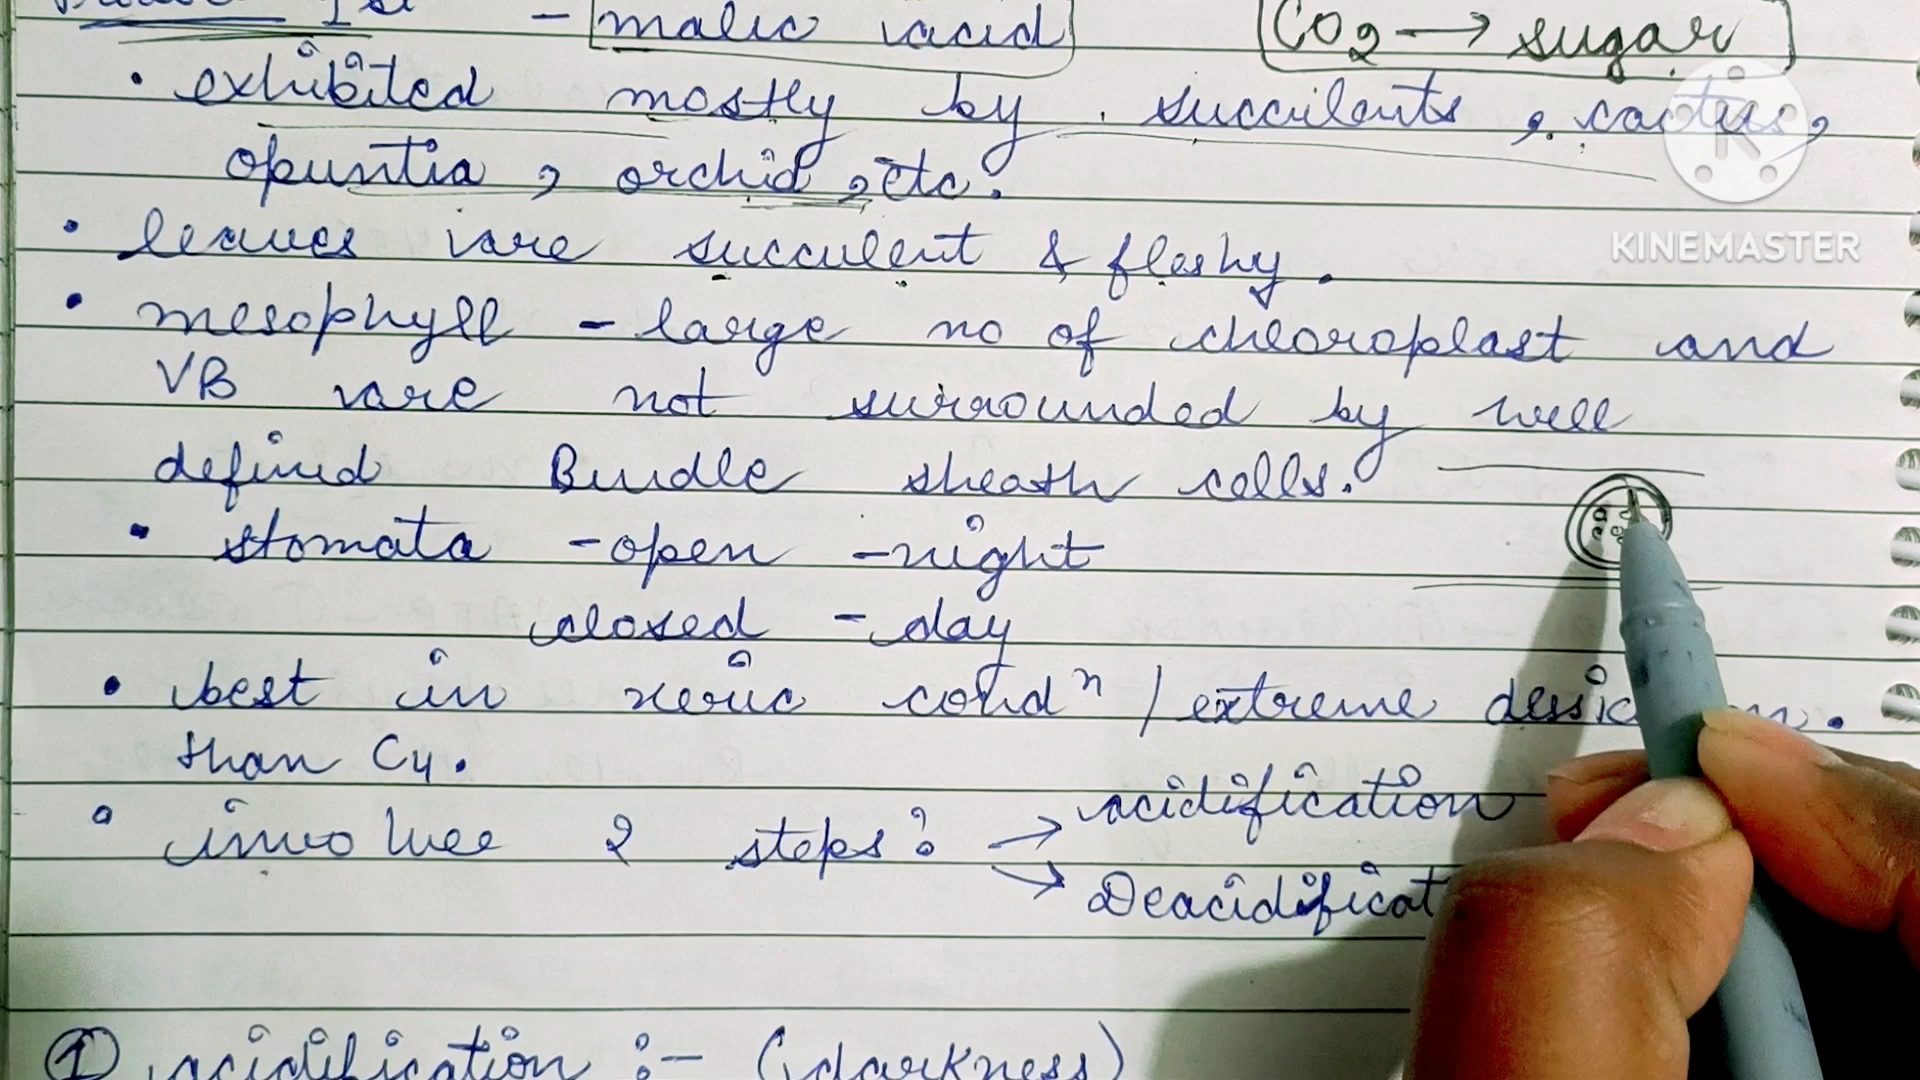 Ist - malic acid CO2 → sugar
• exhibited mostly by succulents, cactus,
opuntia, orchid, etc.
• leaves are succulent & fleshy.
• mesophyll - large no of chloroplast and
VB are not surrounded by well
defined Bundle sheath cells.
• stomata - open - night
closed - day
• best in xeric condn / extreme
than C4.
• involve 2 steps: → acidification
→ Deacidificat
① acidification :- (darkness)
KINEMASTER